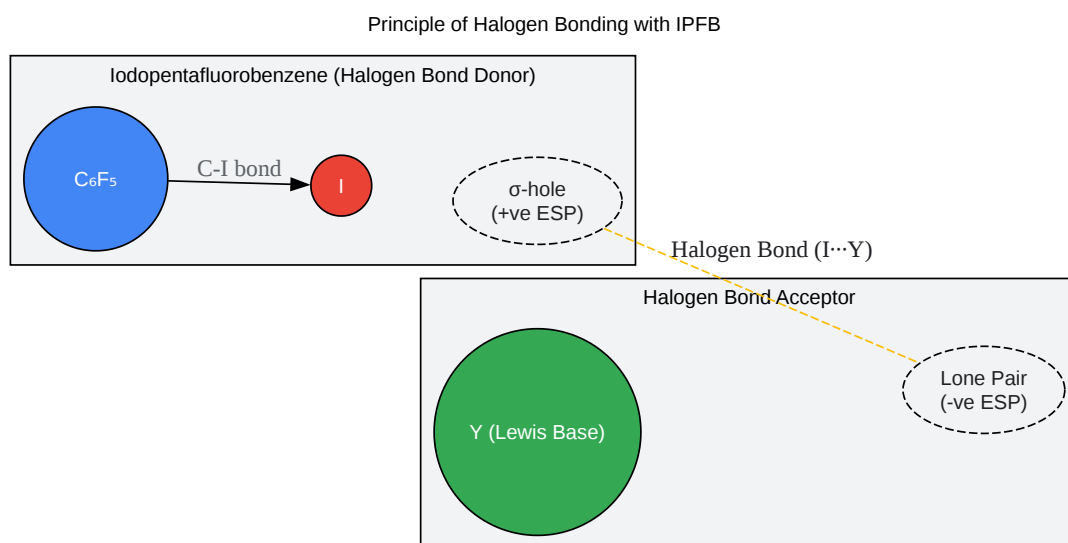 Principle of Halogen Bonding with IPFB
Iodopentafluorobenzene (Halogen Bond Donor)
C₆F₅
C-I bond
I
σ-hole
(+ve ESP)
Halogen Bond (I···Y)
Halogen Bond Acceptor
Y (Lewis Base)
Lone Pair
(-ve ESP)